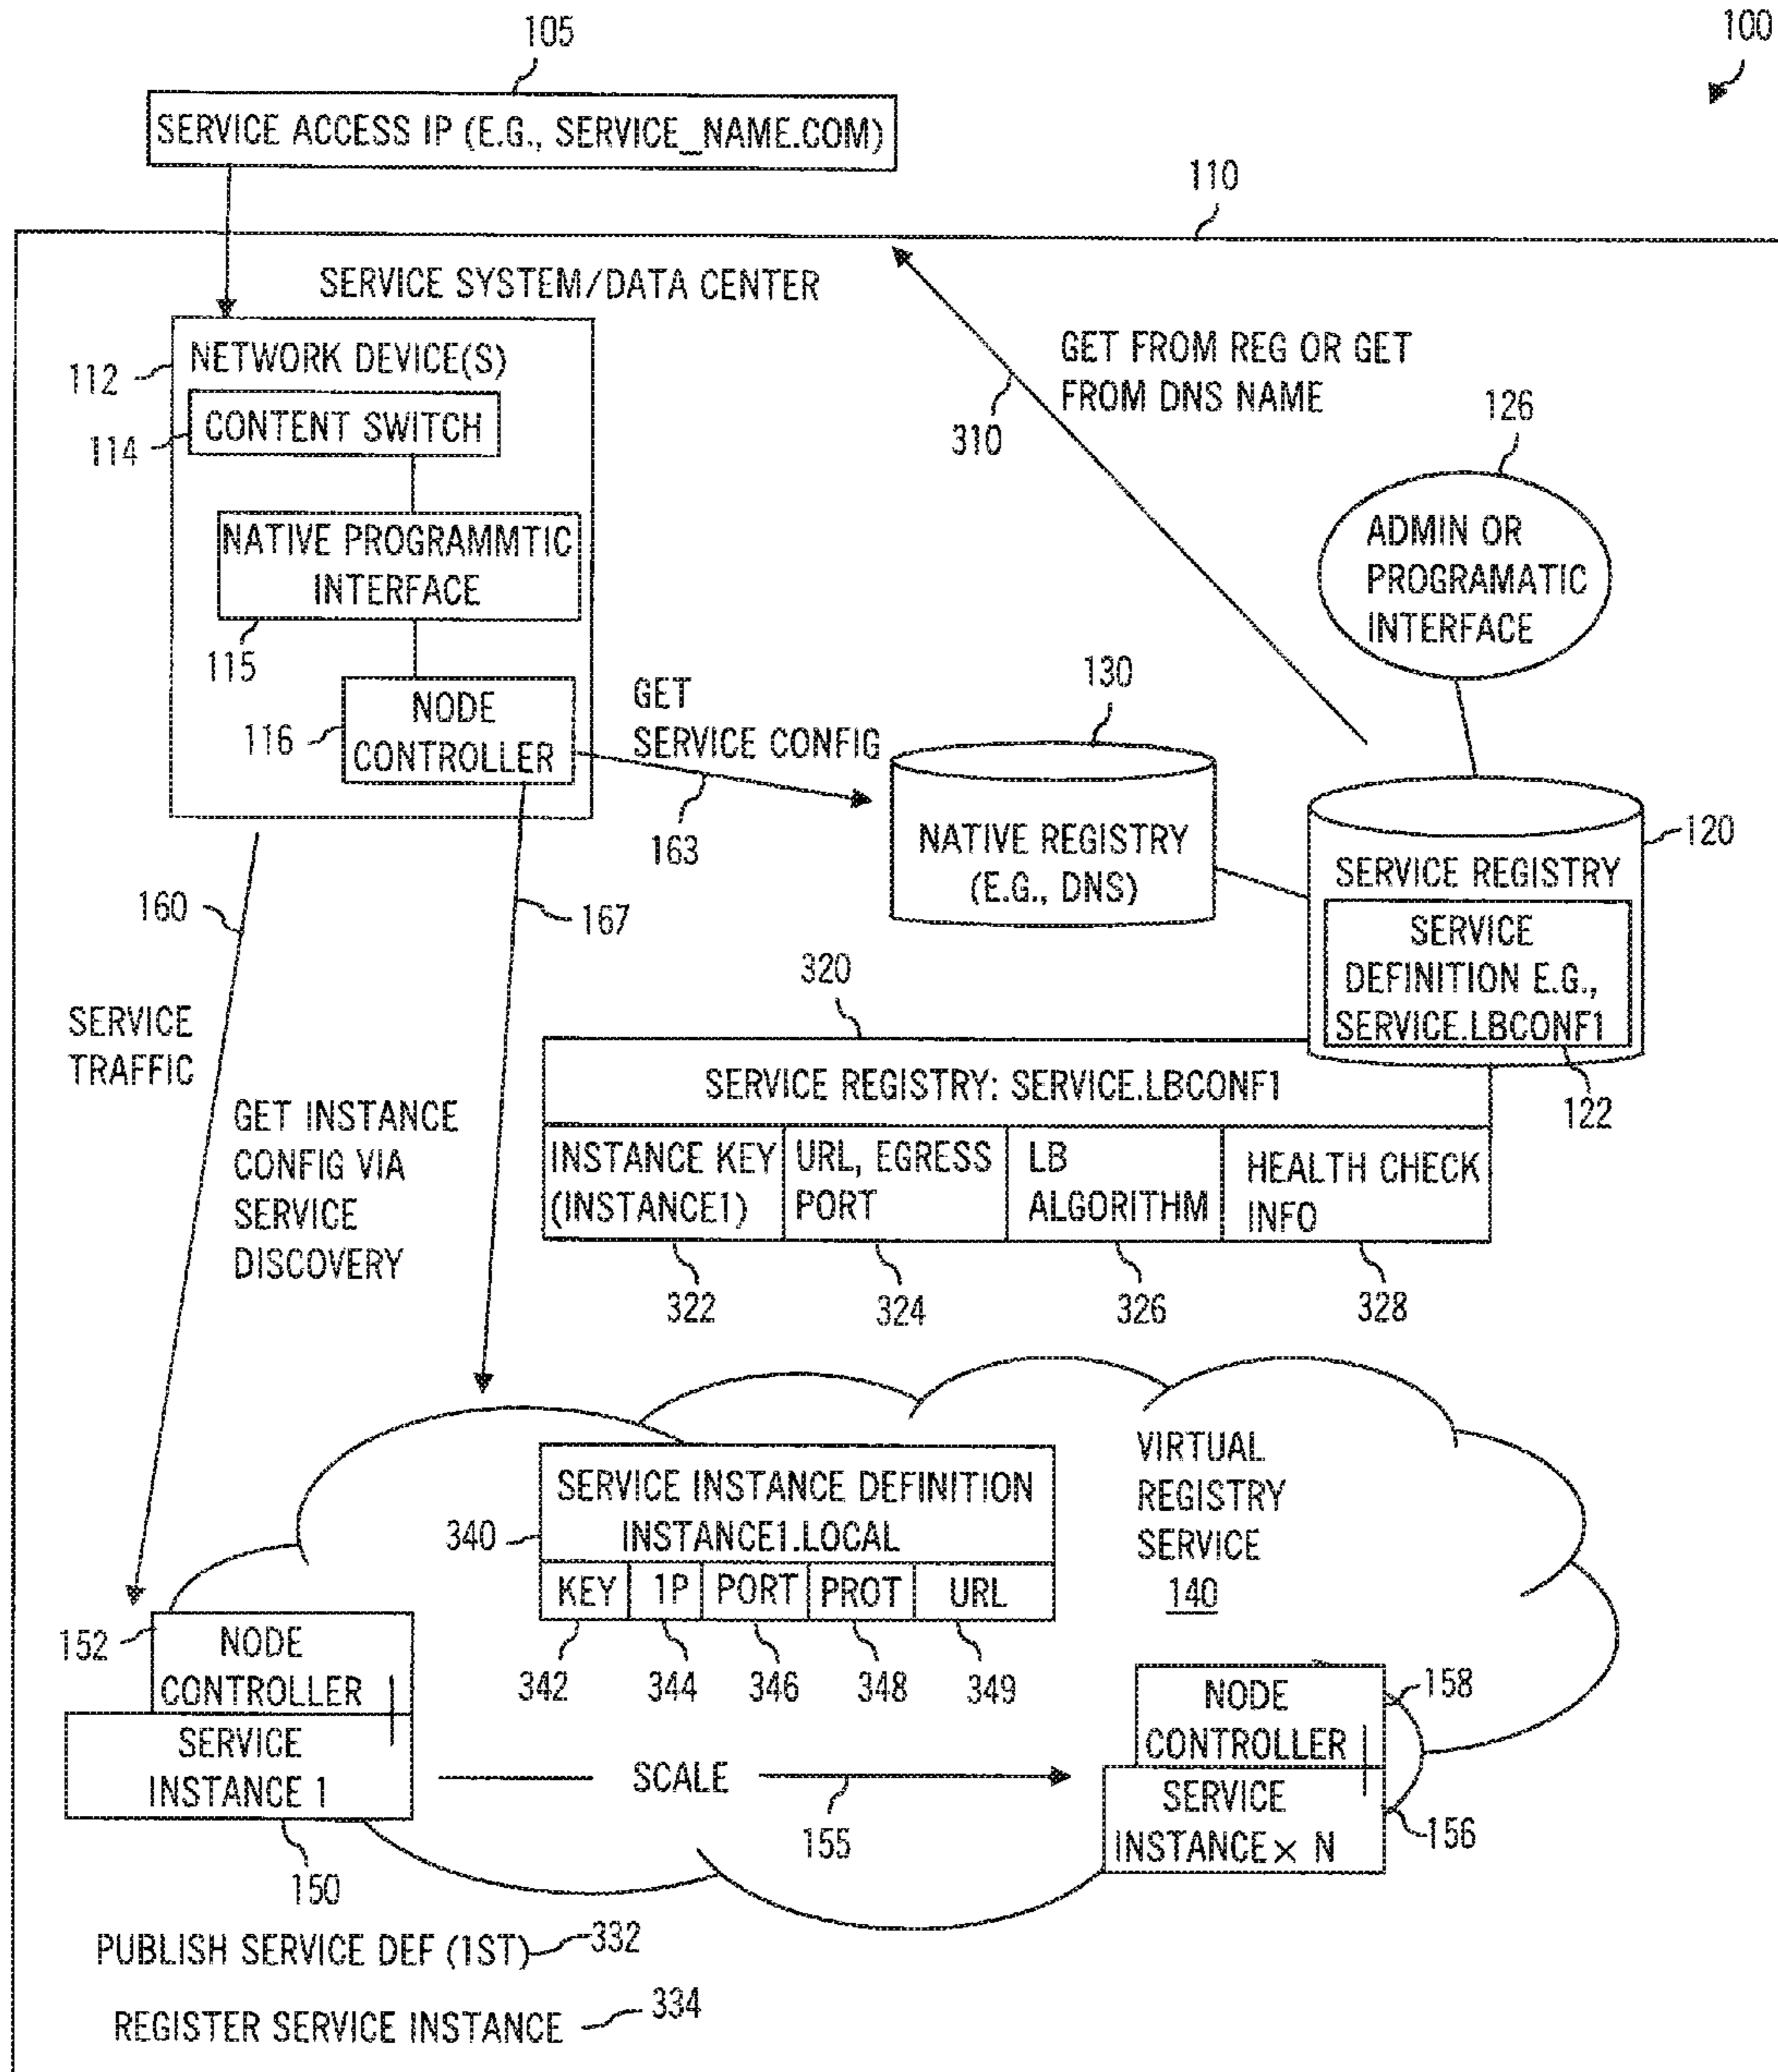 100
105
SERVICE ACCESS IP (E.G., SERVICE_NAME.COM)
110
SERVICE SYSTEM/DATA CENTER
112
NETWORK DEVICE(S)
114
CONTENT SWITCH
NATIVE PROGRAMMTIC
INTERFACE
115
116
NODE
CONTROLLER
GET
SERVICE CONFIG
163
GET FROM REG OR GET
FROM DNS NAME
310
126
ADMIN OR
PROGRAMATIC
INTERFACE
130
NATIVE REGISTRY
(E.G., DNS)
120
SERVICE REGISTRY
SERVICE
DEFINITION E.G.,
SERVICE.LBCONF1
122
160
167
SERVICE
TRAFFIC
GET INSTANCE
CONFIG VIA
SERVICE
DISCOVERY
320
SERVICE REGISTRY: SERVICE.LBCONF1
INSTANCE KEY
(INSTANCE1)
URL, EGRESS
PORT
LB
ALGORITHM
HEALTH CHECK
INFO
322
324
326
328
VIRTUAL
REGISTRY
SERVICE
140
340
SERVICE INSTANCE DEFINITION
INSTANCE1.LOCAL
KEY
1P
PORT
PROT
URL
342
344
346
348
349
152
NODE
CONTROLLER
SERVICE
INSTANCE 1
150
SCALE
155
158
NODE
CONTROLLER
SERVICE
INSTANCE× N
156
PUBLISH SERVICE DEF (1ST)
332
REGISTER SERVICE INSTANCE
334